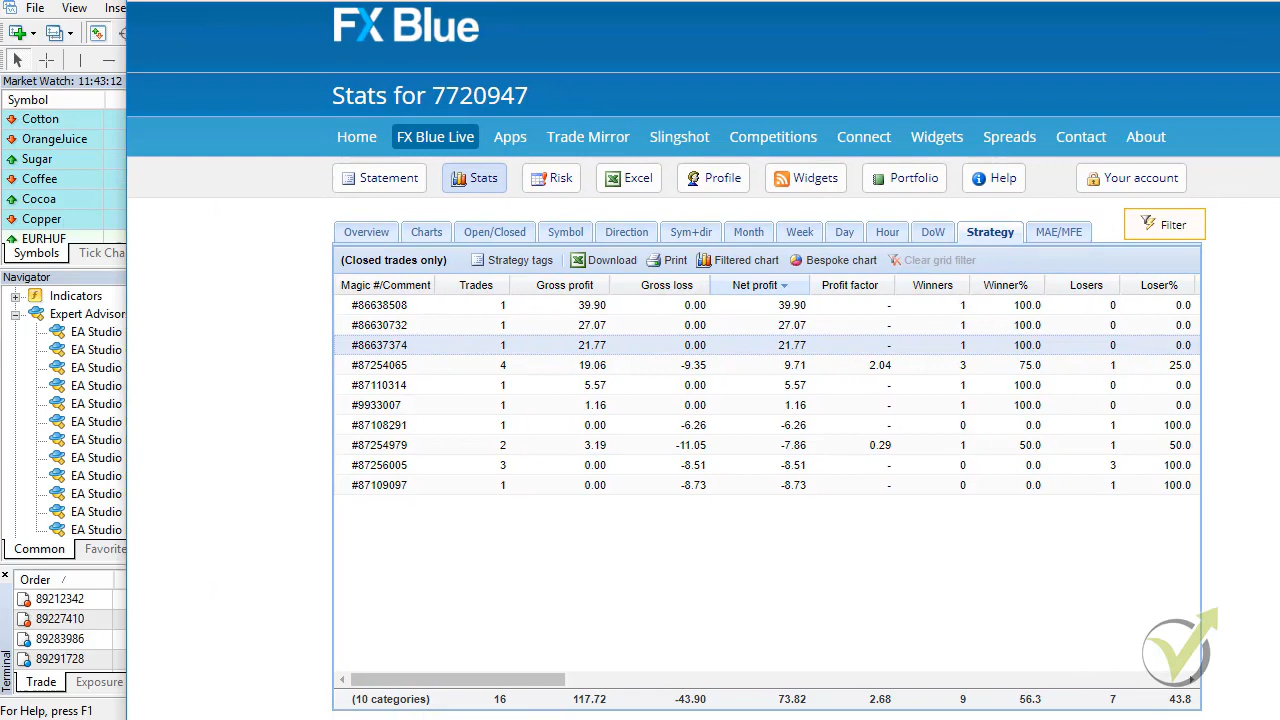 File View Inse
Market Watch: 11:43:12
Symbol
Cotton
OrangeJuice
Sugar
Coffee
Cocoa
Copper
EURHUF
Symbols Tick Cha
Navigator
Indicators
Expert Advisor
EA Studio
EA Studio
EA Studio
EA Studio
EA Studio
EA Studio
EA Studio
EA Studio
EA Studio
EA Studio
EA Studio
EA Studio
Common Favorite
Order
89212342
89227410
89283986
89291728
Terminal
Trade Exposure
For Help, press F1
FX Blue
Stats for 7720947
Home FX Blue Live Apps Trade Mirror Slingshot Competitions Connect Widgets Spreads Contact About
Statement Stats Risk Excel Profile Widgets Portfolio Help Your account
Filter
Overview Charts Open/Closed Symbol Direction Sym+dir Month Week Day Hour DoW Strategy MAE/MFE
(Closed trades only) Strategy tags Download Print Filtered chart Bespoke chart Clear grid filter
Magic #/Comment Trades Gross profit Gross loss Net profit Profit factor Winners Winner% Losers Loser%
#86638508 1 39.90 0.00 39.90 - 1 100.0 0 0.0
#86630732 1 27.07 0.00 27.07 - 1 100.0 0 0.0
#86637374 1 21.77 0.00 21.77 - 1 100.0 0 0.0
#87254065 4 19.06 -9.35 9.71 2.04 3 75.0 1 25.0
#87110314 1 5.57 0.00 5.57 - 1 100.0 0 0.0
#9933007 1 1.16 0.00 1.16 - 1 100.0 0 0.0
#87108291 1 0.00 -6.26 -6.26 - 0 0.0 1 100.0
#87254979 2 3.19 -11.05 -7.86 0.29 1 50.0 1 50.0
#87256005 3 0.00 -8.51 -8.51 - 0 0.0 3 100.0
#87109097 1 0.00 -8.73 -8.73 - 0 0.0 1 100.0
(10 categories) 16 117.72 -43.90 73.82 2.68 9 56.3 7 43.8